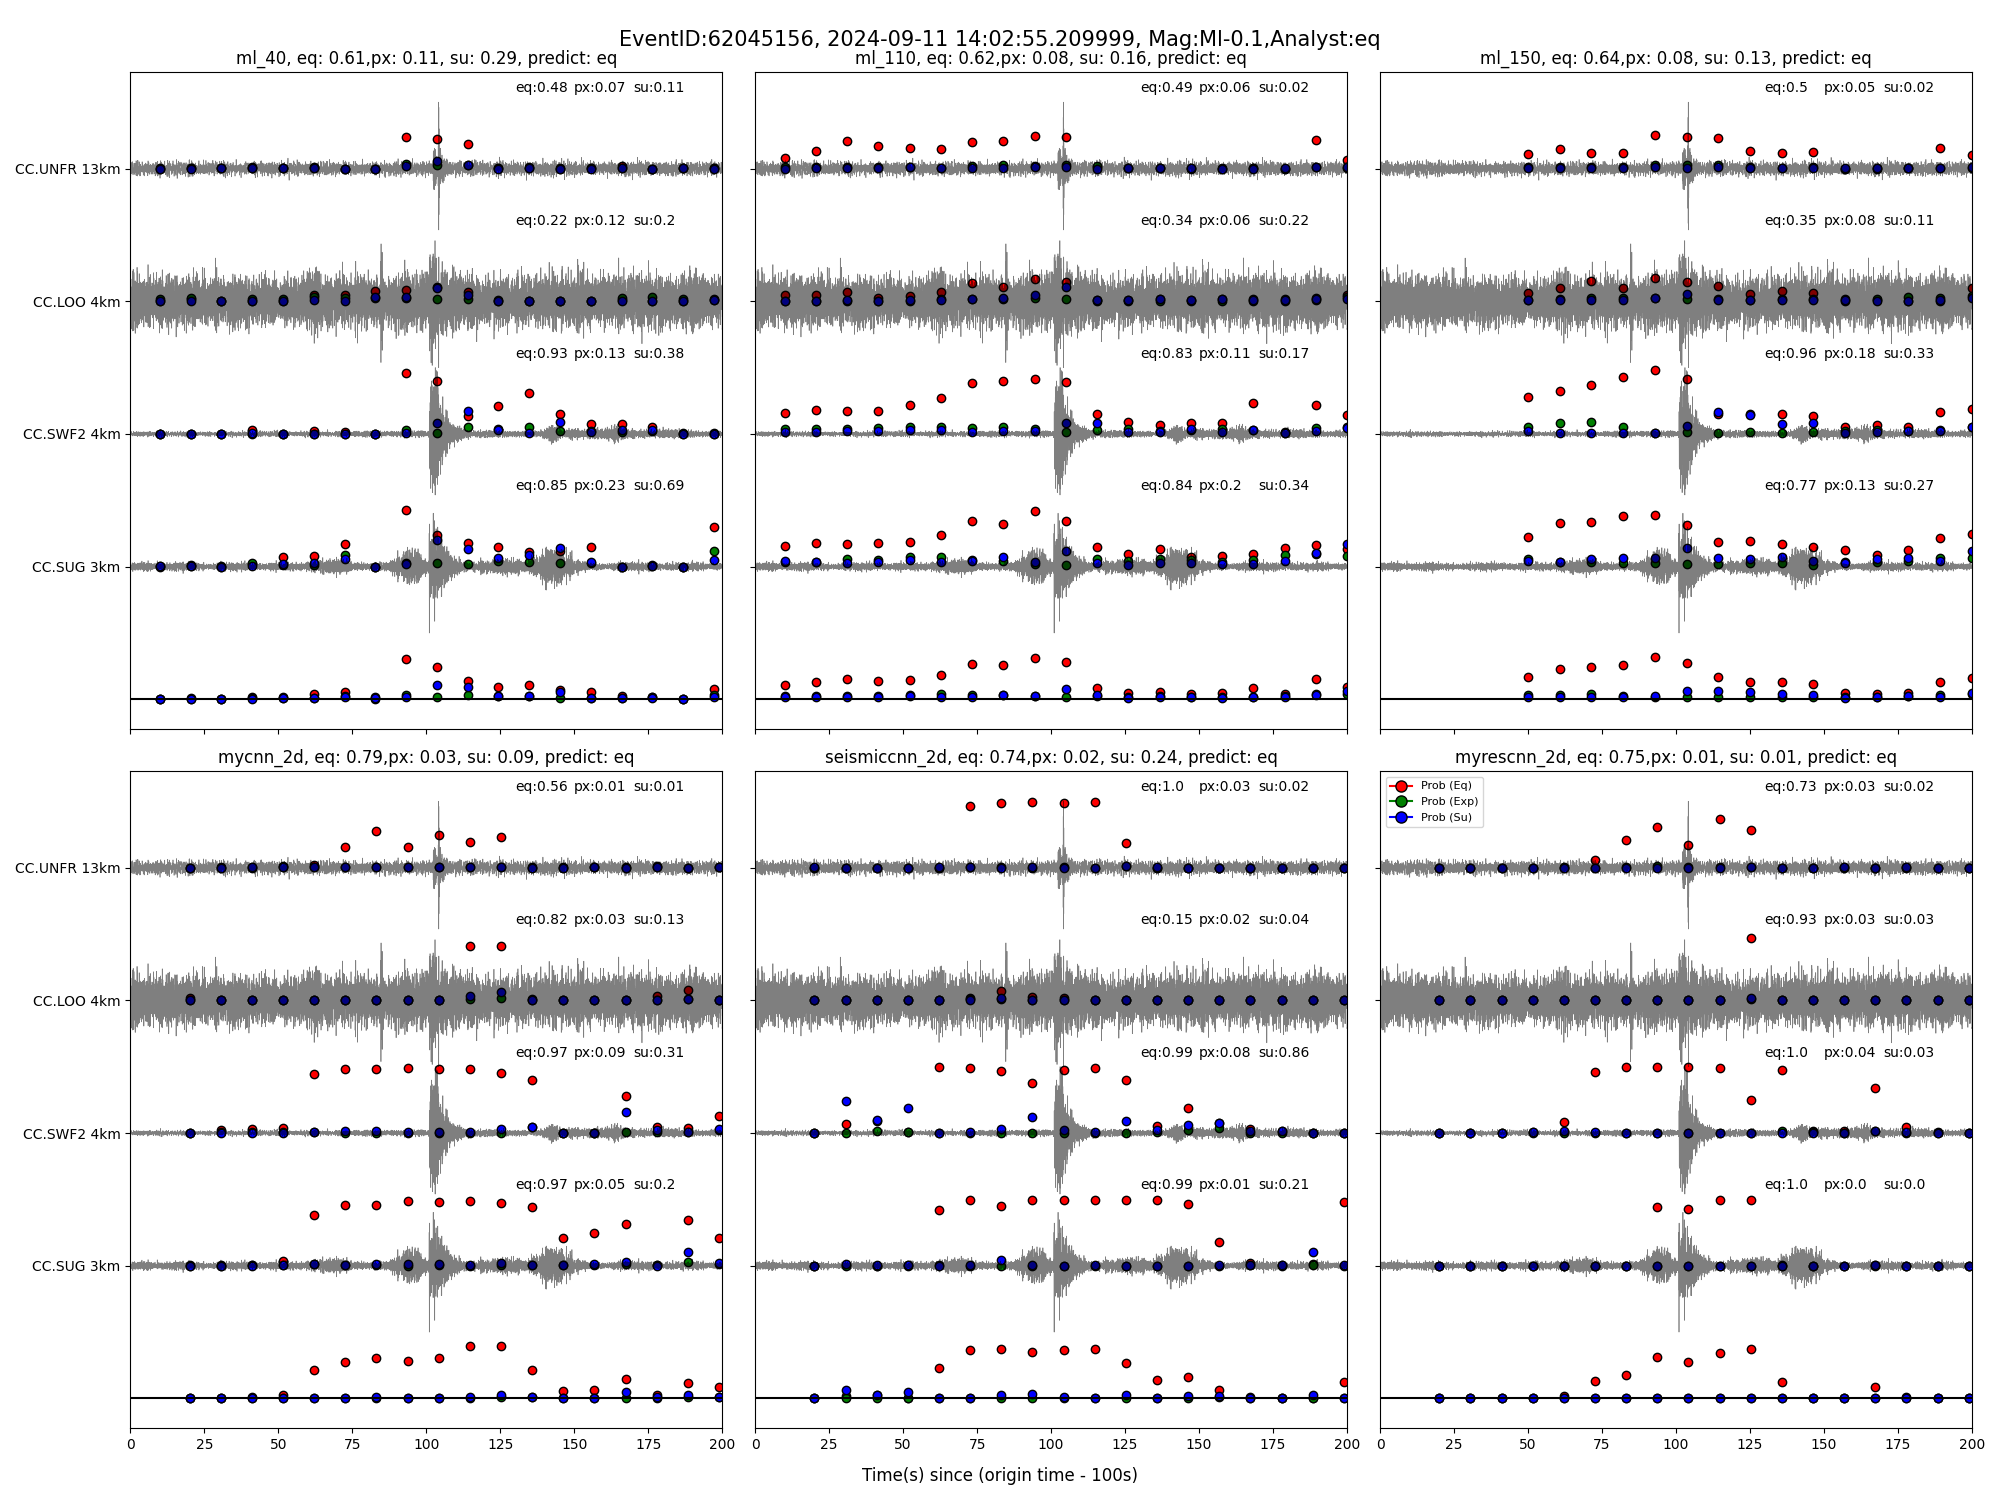 EventID:62045156, 2024-09-11 14:02:55.209999, Mag:Ml-0.1,Analyst:eq
ml_40, eq: 0.61,px: 0.11, su: 0.29, predict: eq
ml_110, eq: 0.62,px: 0.08, su: 0.16, predict: eq
ml_150, eq: 0.64,px: 0.08, su: 0.13, predict: eq
eq:0.48 px:0.07 su:0.11
eq:0.49 px:0.06 su:0.02
eq:0.5 px:0.05 su:0.02
CC.UNFR 13km
eq:0.22 px:0.12 su:0.2
eq:0.34 px:0.06 su:0.22
eq:0.35 px:0.08 su:0.11
CC.LOO 4km
eq:0.93 px:0.13 su:0.38
eq:0.83 px:0.11 su:0.17
eq:0.96 px:0.18 su:0.33
CC.SWF2 4km
eq:0.85 px:0.23 su:0.69
eq:0.84 px:0.2 su:0.34
eq:0.77 px:0.13 su:0.27
CC.SUG 3km
mycnn_2d, eq: 0.79,px: 0.03, su: 0.09, predict: eq
seismiccnn_2d, eq: 0.74,px: 0.02, su: 0.24, predict: eq
myrescnn_2d, eq: 0.75,px: 0.01, su: 0.01, predict: eq
eq:0.56 px:0.01 su:0.01
eq:1.0 px:0.03 su:0.02
eq:0.73 px:0.03 su:0.02
Prob (Eq)
Prob (Exp)
Prob (Su)
CC.UNFR 13km
eq:0.82 px:0.03 su:0.13
eq:0.15 px:0.02 su:0.04
eq:0.93 px:0.03 su:0.03
CC.LOO 4km
eq:0.97 px:0.09 su:0.31
eq:0.99 px:0.08 su:0.86
eq:1.0 px:0.04 su:0.03
CC.SWF2 4km
eq:0.97 px:0.05 su:0.2
eq:0.99 px:0.01 su:0.21
eq:1.0 px:0.0 su:0.0
CC.SUG 3km
0 25 50 75 100 125 150 175 200
0 25 50 75 100 125 150 175 200
0 25 50 75 100 125 150 175 200
Time(s) since (origin time - 100s)